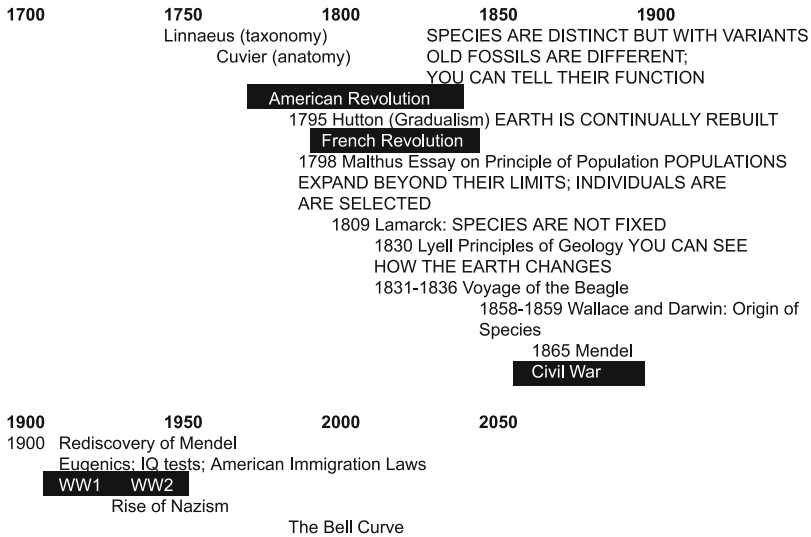 1700 1750 1800 1850 1900
Linnaeus (taxonomy) SPECIES ARE DISTINCT BUT WITH VARIANTS
Cuvier (anatomy) OLD FOSSILS ARE DIFFERENT;
YOU CAN TELL THEIR FUNCTION
American Revolution
1795 Hutton (Gradualism) EARTH IS CONTINUALLY REBUILT
French Revolution
1798 Malthus Essay on Principle of Population POPULATIONS
EXPAND BEYOND THEIR LIMITS; INDIVIDUALS ARE
ARE SELECTED
1809 Lamarck: SPECIES ARE NOT FIXED
1830 Lyell Principles of Geology YOU CAN SEE
HOW THE EARTH CHANGES
1831-1836 Voyage of the Beagle
1858-1859 Wallace and Darwin: Origin of
Species
1865 Mendel
Civil War
1900 1950 2000 2050
1900 Rediscovery of Mendel
Eugenics; IQ tests; American Immigration Laws
WW1 WW2
Rise of Nazism
The Bell Curve